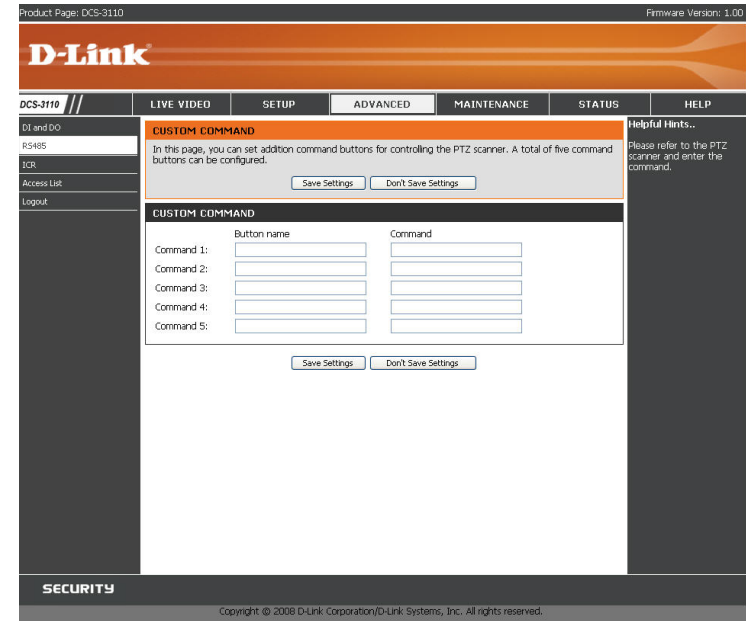 Product Page: DCS-3110 Firmware Version: 1.00
D-Link
DCS-3110 // LIVE VIDEO SETUP ADVANCED MAINTENANCE STATUS HELP
DI and DO
RS485
ICR
Access List
Logout
CUSTOM COMMAND
In this page, you can set addition command buttons for controlling the PTZ scanner. A total of five command
buttons can be configured.
Save Settings Don't Save Settings
CUSTOM COMMAND
Button name Command
Command 1:
Command 2:
Command 3:
Command 4:
Command 5:
Save Settings Don't Save Settings
Helpful Hints..
Please refer to the PTZ
scanner and enter the
command.
SECURITY
Copyright © 2008 D-Link Corporation/D-Link Systems, Inc. All rights reserved.